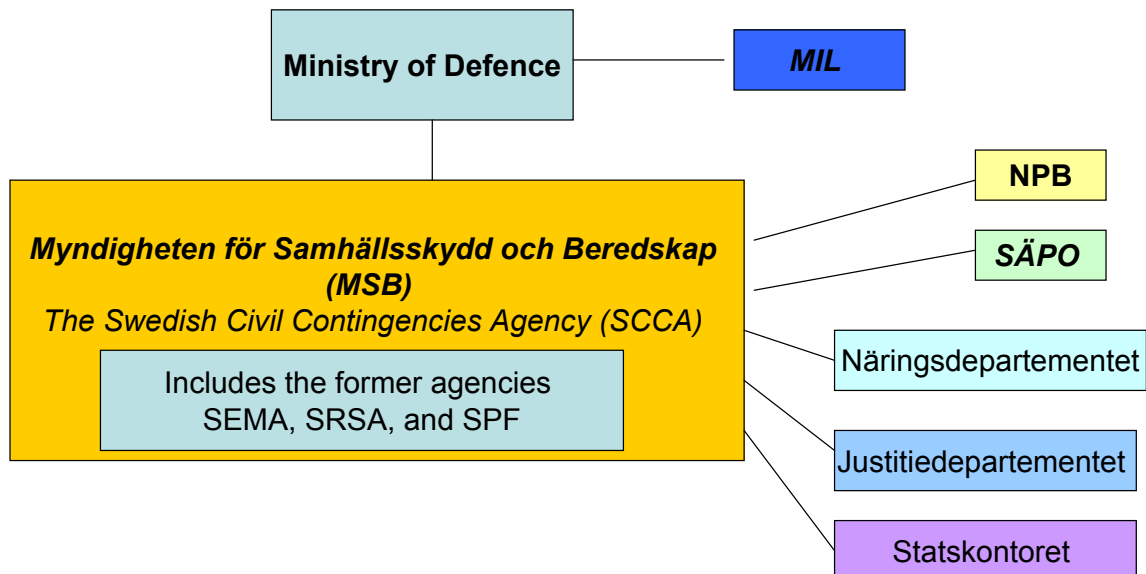 Ministry of Defence
MIL
NPB
Myndigheten för Samhällsskydd och Beredskap
(MSB)
The Swedish Civil Contingencies Agency (SCCA)
SÄPO
Includes the former agencies
SEMA, SRSA, and SPF
Näringsdepartementet
Justitiedepartementet
Statskontoret